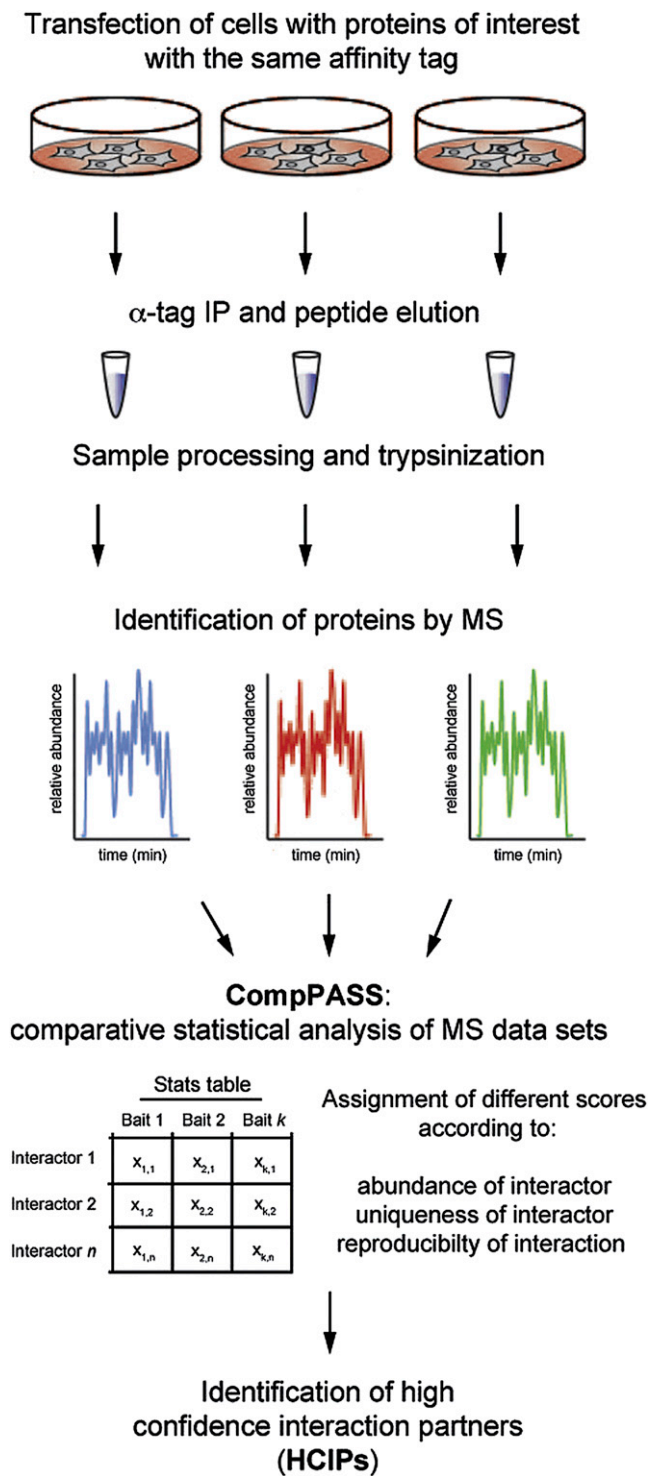 Transfection of cells with proteins of interest
with the same affinity tag
α-tag IP and peptide elution
Sample processing and trypsinization
Identification of proteins by MS
relative abundance
time (min)
relative abundance
time (min)
relative abundance
time (min)
CompPASS:
comparative statistical analysis of MS data sets
Stats table
Bait 1 Bait 2 Bait k
Interactor 1 x1,1 x2,1 xk,1
Interactor 2 x1,2 x2,2 xk,2
Interactor n x1,n x2,n xk,n
Assignment of different scores
according to:
abundance of interactor
uniqueness of interactor
reproducibilty of interaction
Identification of high
confidence interaction partners
(HCIPs)